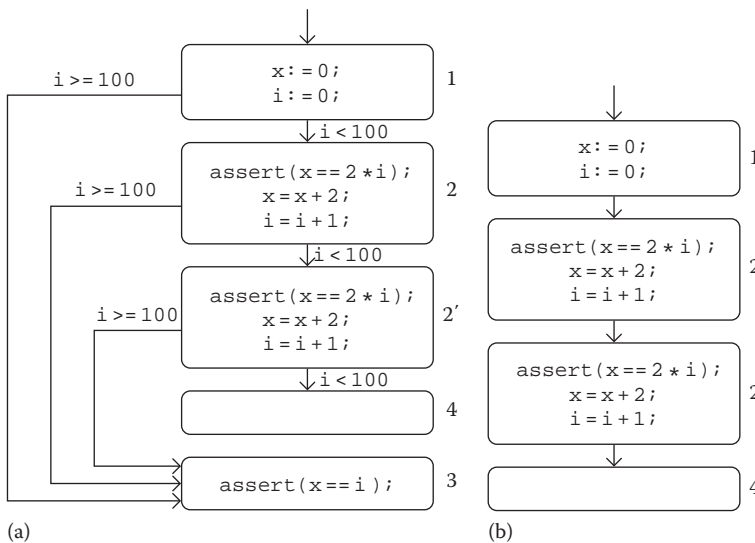 x:=0;
i:=0;
1
i>=100
i<100
assert(x==2*i);
x=x+2;
i=i+1;
2
i>=100
i<100
assert(x==2*i);
x=x+2;
i=i+1;
2′
i>=100
i<100
4
assert(x==i);
3
(a)
x:=0;
i:=0;
1
assert(x==2*i);
x=x+2;
i=i+1;
2
assert(x==2*i);
x=x+2;
i=i+1;
2
4
(b)